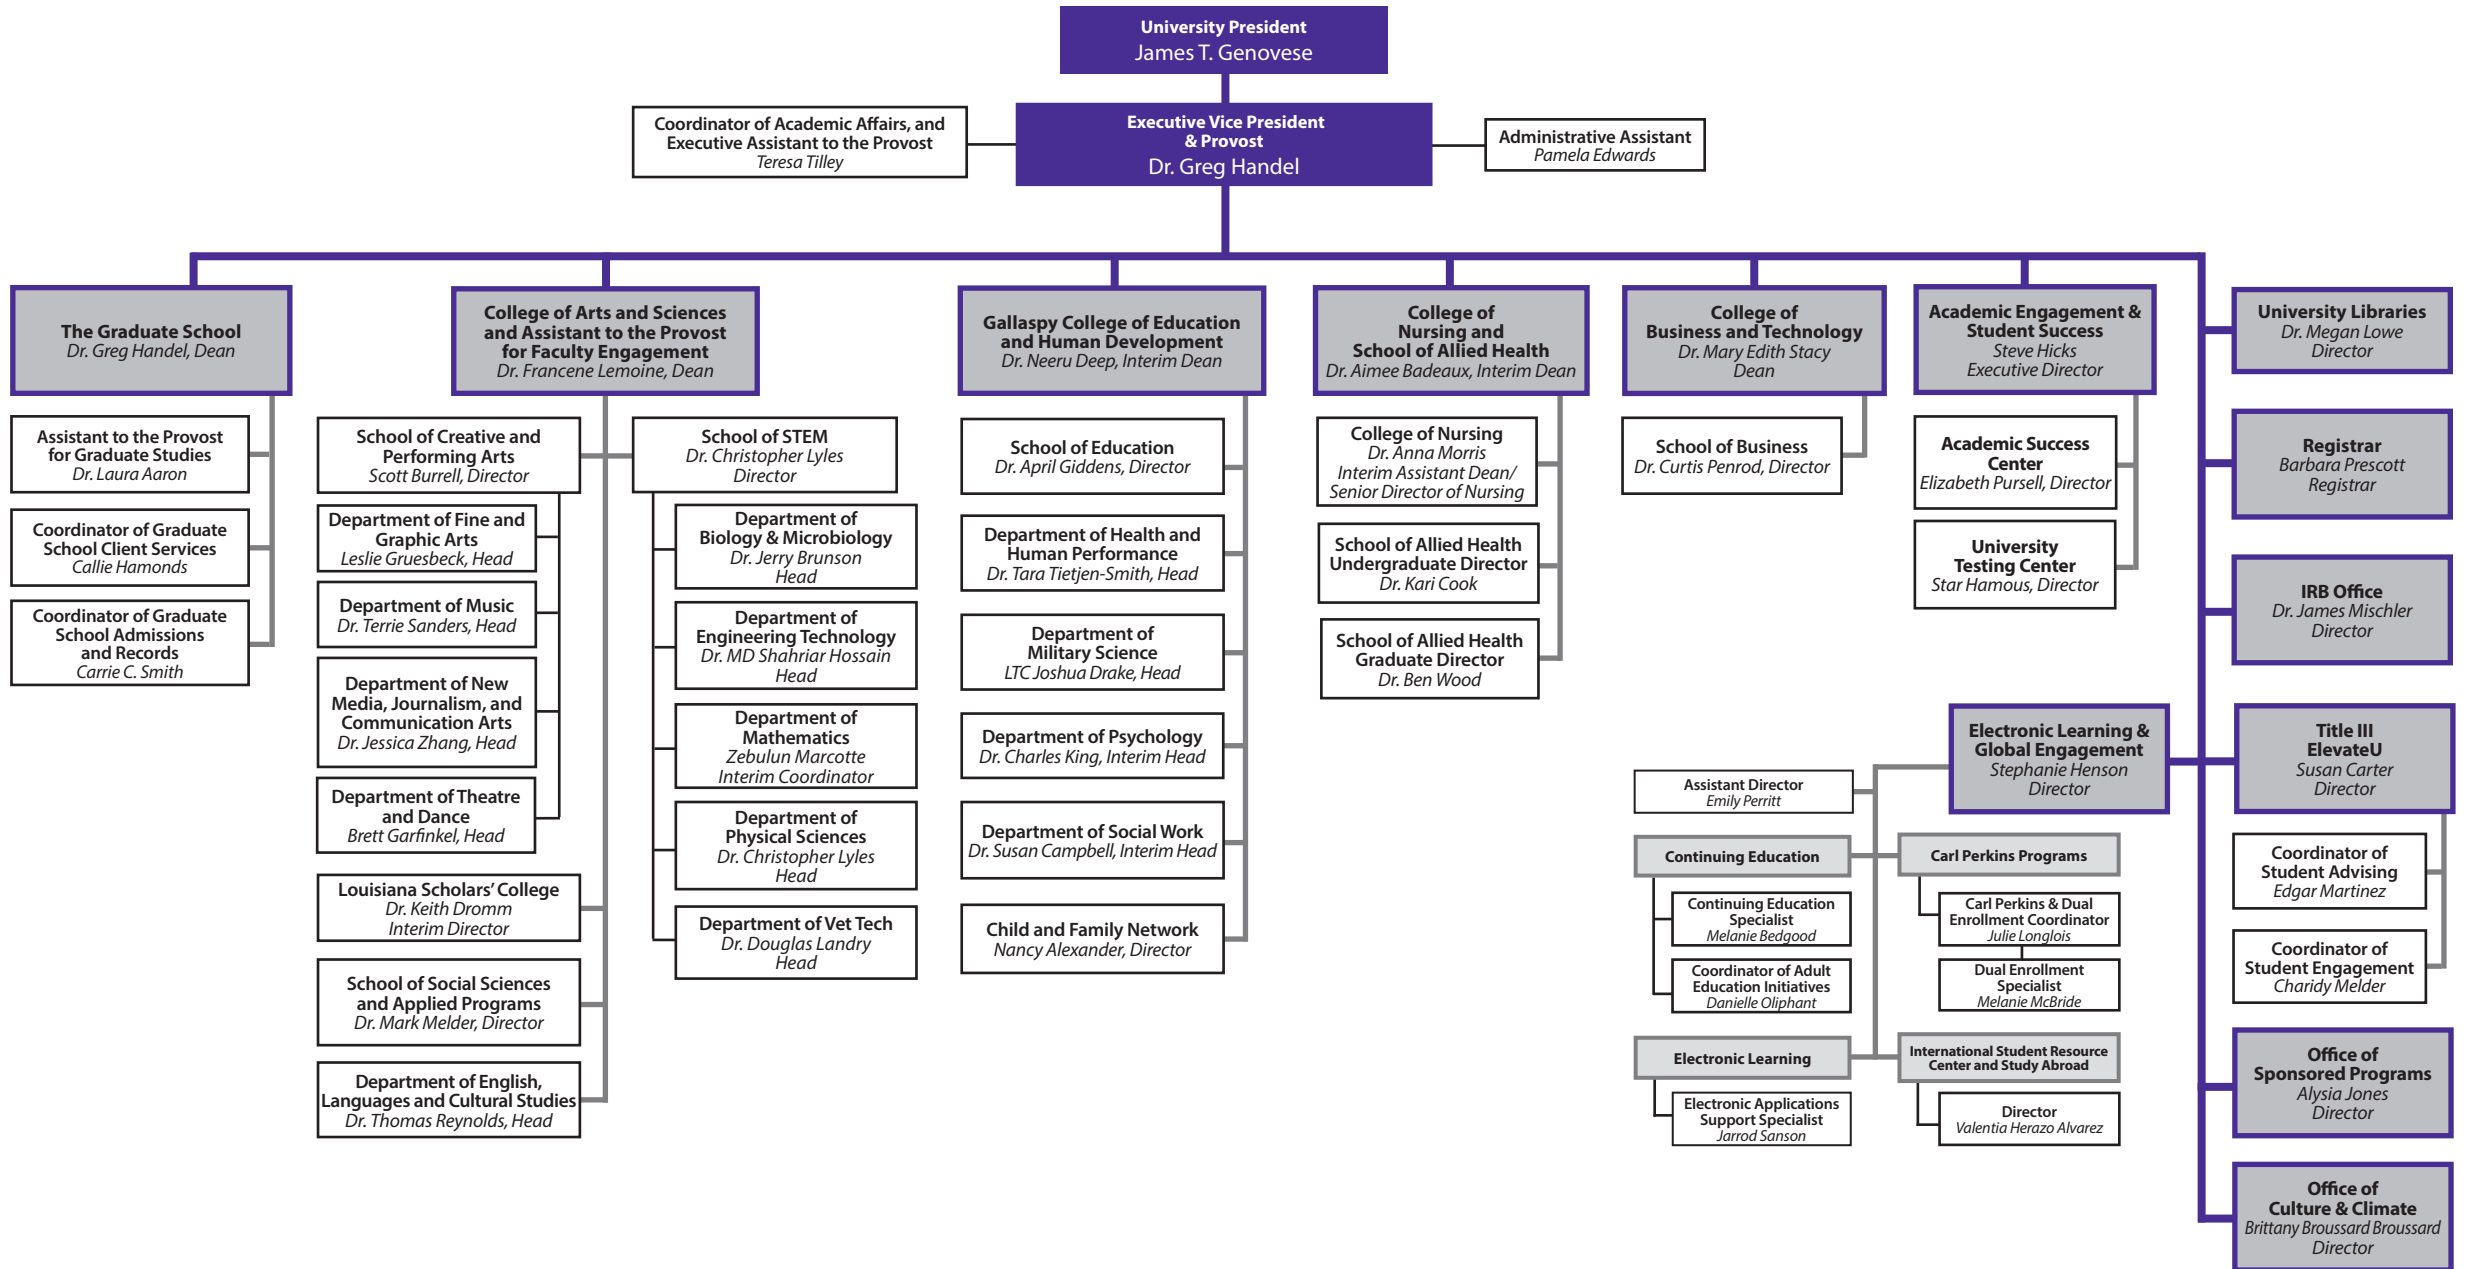 University President
James T. Genovese
Coordinator of Academic Affairs, and
Executive Assistant to the Provost
Teresa Tilley
Executive Vice President
& Provost
Dr. Greg Handel
Administrative Assistant
Pamela Edwards
The Graduate School
Dr. Greg Handel, Dean
Assistant to the Provost
for Graduate Studies
Dr. Laura Aaron
Coordinator of Graduate
School Client Services
Callie Hamonds
Coordinator of Graduate
School Admissions
and Records
Carrie C. Smith
College of Arts and Sciences
and Assistant to the Provost
for Faculty Engagement
Dr. Francene Lemoine, Dean
School of Creative and
Performing Arts
Scott Burrell, Director
Department of Fine and
Graphic Arts
Leslie Gruesbeck, Head
Department of Music
Dr. Terrie Sanders, Head
Department of New
Media, Journalism, and
Communication Arts
Dr. Jessica Zhang, Head
Department of Theatre
and Dance
Brett Garfinkel, Head
Louisiana Scholars' College
Dr. Keith Dromm
Interim Director
School of Social Sciences
and Applied Programs
Dr. Mark Melder, Director
Department of English,
Languages and Cultural Studies
Dr. Thomas Reynolds, Head
School of STEM
Dr. Christopher Lyles
Director
Department of
Biology & Microbiology
Dr. Jerry Brunson
Head
Department of
Engineering Technology
Dr. MD Shahriar Hossain
Head
Department of
Mathematics
Zebulun Marcotte
Interim Coordinator
Department of
Physical Sciences
Dr. Christopher Lyles
Head
Department of Vet Tech
Dr. Douglas Landry
Head
Gallaspy College of Education
and Human Development
Dr. Neeru Deep, Interim Dean
School of Education
Dr. April Giddens, Director
Department of Health and
Human Performance
Dr. Tara Tietjen-Smith, Head
Department of
Military Science
LTC Joshua Drake, Head
Department of Psychology
Dr. Charles King, Interim Head
Department of Social Work
Dr. Susan Campbell, Interim Head
Child and Family Network
Nancy Alexander, Director
College of
Nursing and
School of Allied Health
Dr. Aimee Badeaux, Interim Dean
College of Nursing
Dr. Anna Morris
Interim Assistant Dean/
Senior Director of Nursing
School of Allied Health
Undergraduate Director
Dr. Kari Cook
School of Allied Health
Graduate Director
Dr. Ben Wood
College of
Business and Technology
Dr. Mary Edith Stacy
Dean
School of Business
Dr. Curtis Penrod, Director
Academic Engagement &
Student Success
Steve Hicks
Executive Director
Academic Success
Center
Elizabeth Pursell, Director
University
Testing Center
Star Hamous, Director
University Libraries
Dr. Megan Lowe
Director
Registrar
Barbara Prescott
Registrar
IRB Office
Dr. James Mischler
Director
Electronic Learning &
Global Engagement
Stephanie Henson
Director
Assistant Director
Emily Perritt
Continuing Education
Continuing Education
Specialist
Melanie Bedgood
Coordinator of Adult
Education Initiatives
Danielle Oliphant
Carl Perkins Programs
Carl Perkins & Dual
Enrollment Coordinator
Julie Longlois
Dual Enrollment
Specialist
Melanie McBride
Electronic Learning
Electronic Applications
Support Specialist
Jarrod Sanson
International Student Resource
Center and Study Abroad
Director
Valentia Herazo Alvarez
Title III
ElevateU
Susan Carter
Director
Coordinator of
Student Advising
Edgar Martinez
Coordinator of
Student Engagement
Charidy Melder
Office of
Sponsored Programs
Alysia Jones
Director
Office of
Culture & Climate
Brittany Broussard Broussard
Director